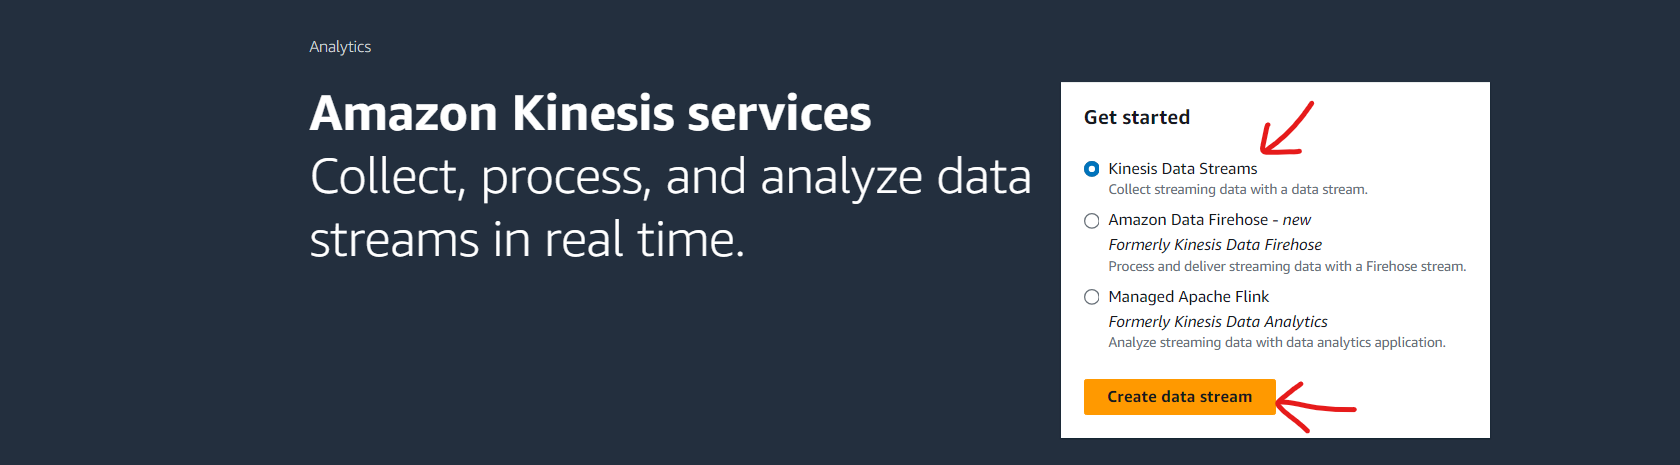 Analytics
Amazon Kinesis services
Collect, process, and analyze data
streams in real time.
Get started
Kinesis Data Streams
Collect streaming data with a data stream.
Amazon Data Firehose - new
Formerly Kinesis Data Firehose
Process and deliver streaming data with a Firehose stream.
Managed Apache Flink
Formerly Kinesis Data Analytics
Analyze streaming data with data analytics application.
Create data stream